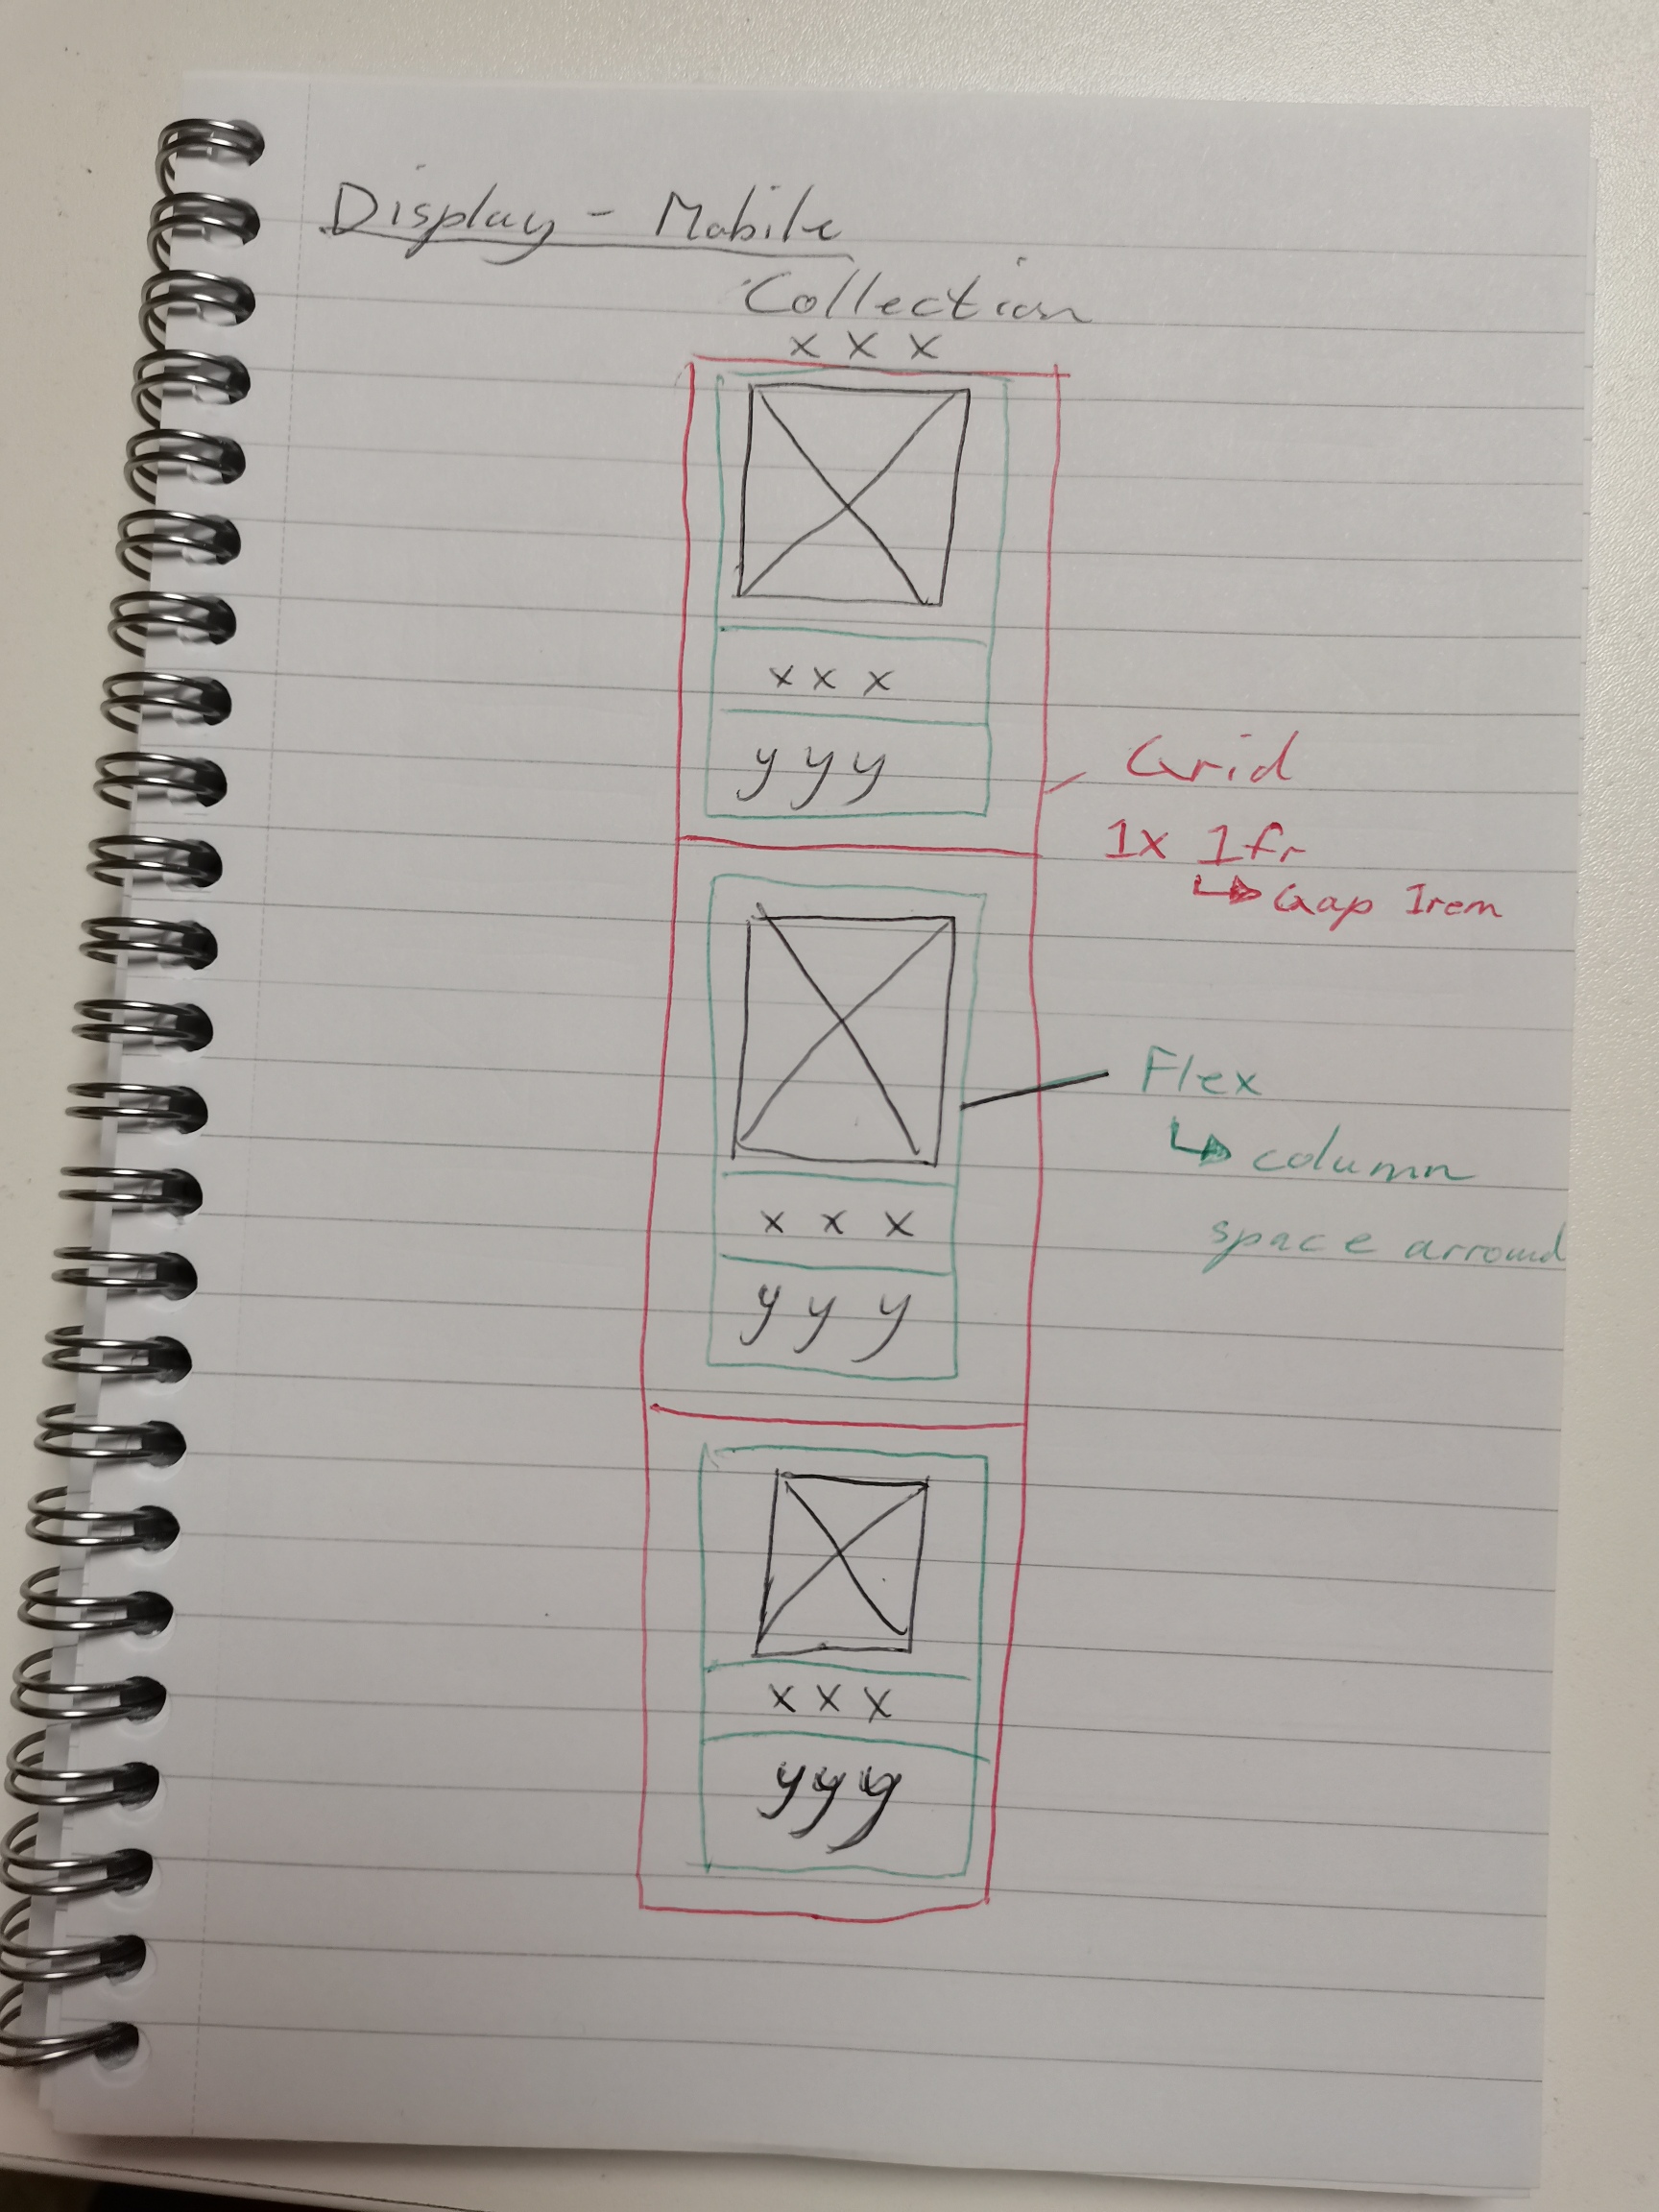 Display - Mobile
Collection
x x x
x x x
y y y
Grid
1x 1fr
Gap 1rem
Flex
column
x x x
space arround
y y y
x x x
y y y